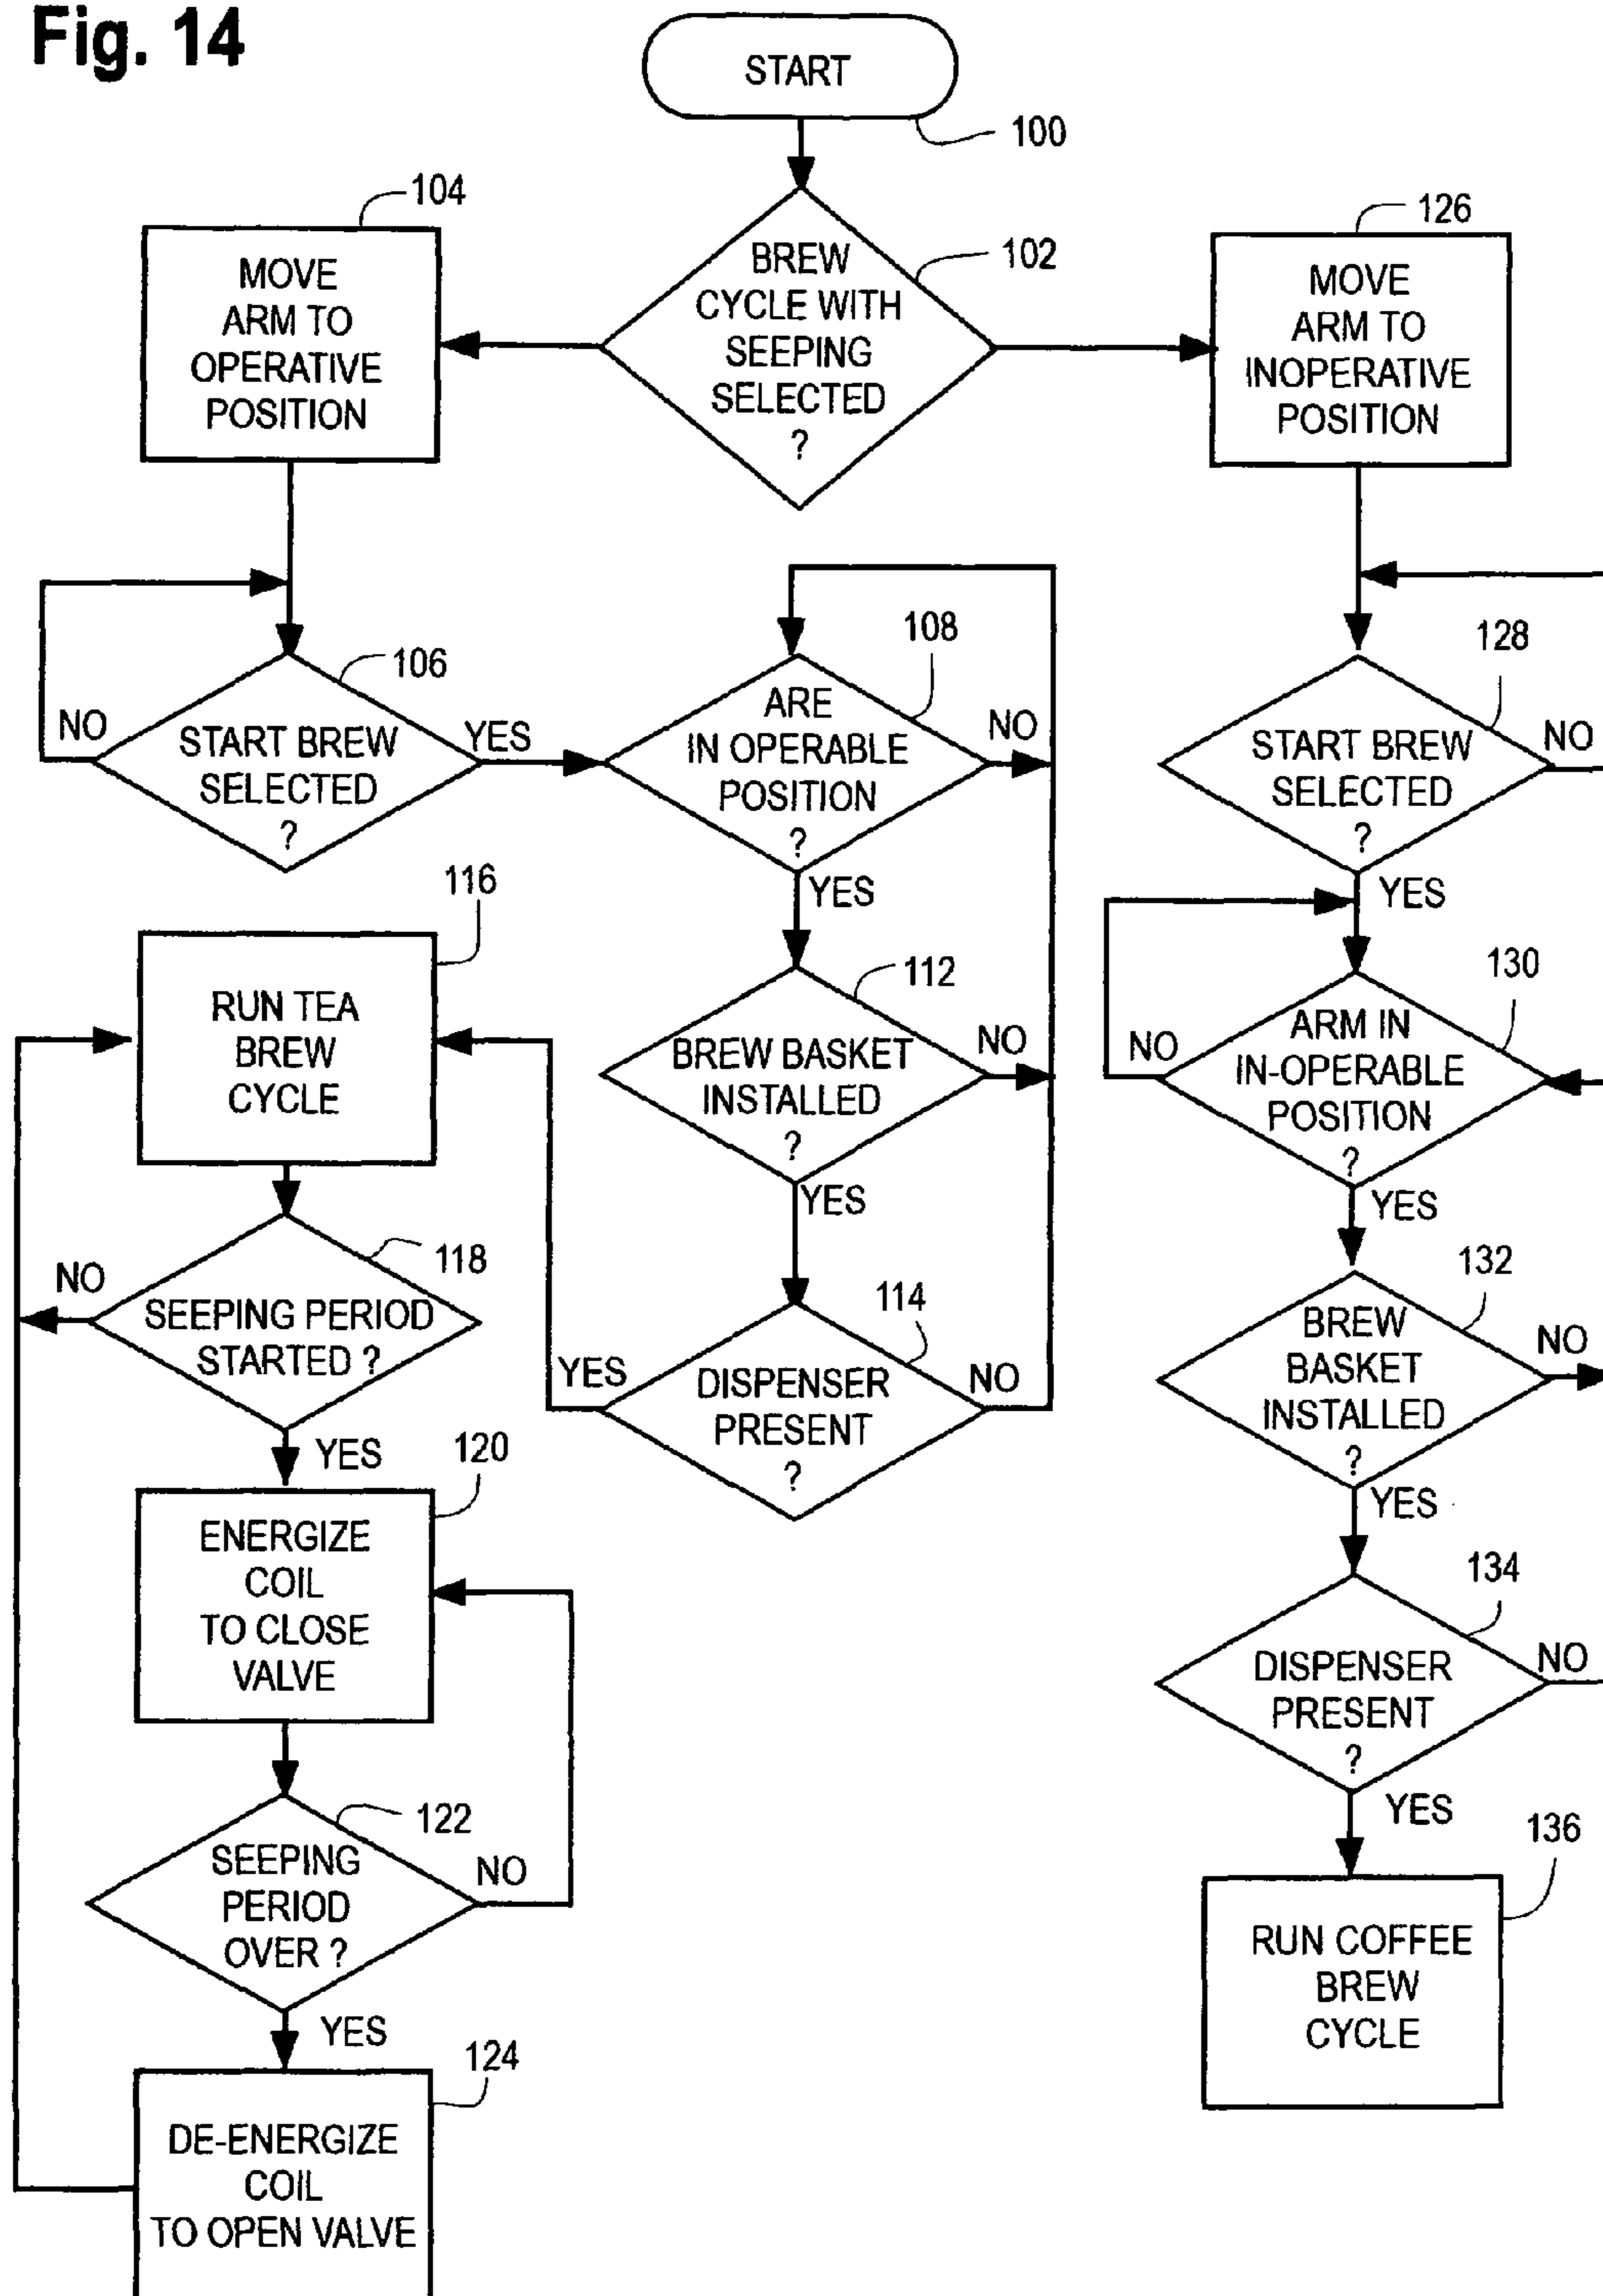 Fig. 14
START
100
BREW
CYCLE WITH
SEEPING
SELECTED
?
102
104
MOVE
ARM TO
OPERATIVE
POSITION
126
MOVE
ARM TO
INOPERATIVE
POSITION
106
NO
START BREW
SELECTED
?
YES
108
ARE
IN OPERABLE
POSITION
?
NO
YES
112
BREW BASKET
INSTALLED
?
NO
YES
114
DISPENSER
PRESENT
?
NO
YES
116
RUN TEA
BREW
CYCLE
118
NO
SEEPING PERIOD
STARTED ?
YES
120
ENERGIZE
COIL
TO CLOSE
VALVE
122
SEEPING
PERIOD
OVER ?
NO
YES
124
DE-ENERGIZE
COIL
TO OPEN VALVE
128
START BREW
SELECTED
?
NO
YES
130
NO
ARM IN
IN-OPERABLE
POSITION
?
YES
132
BREW
BASKET
INSTALLED
?
NO
YES
134
DISPENSER
PRESENT
?
NO
YES
136
RUN COFFEE
BREW
CYCLE